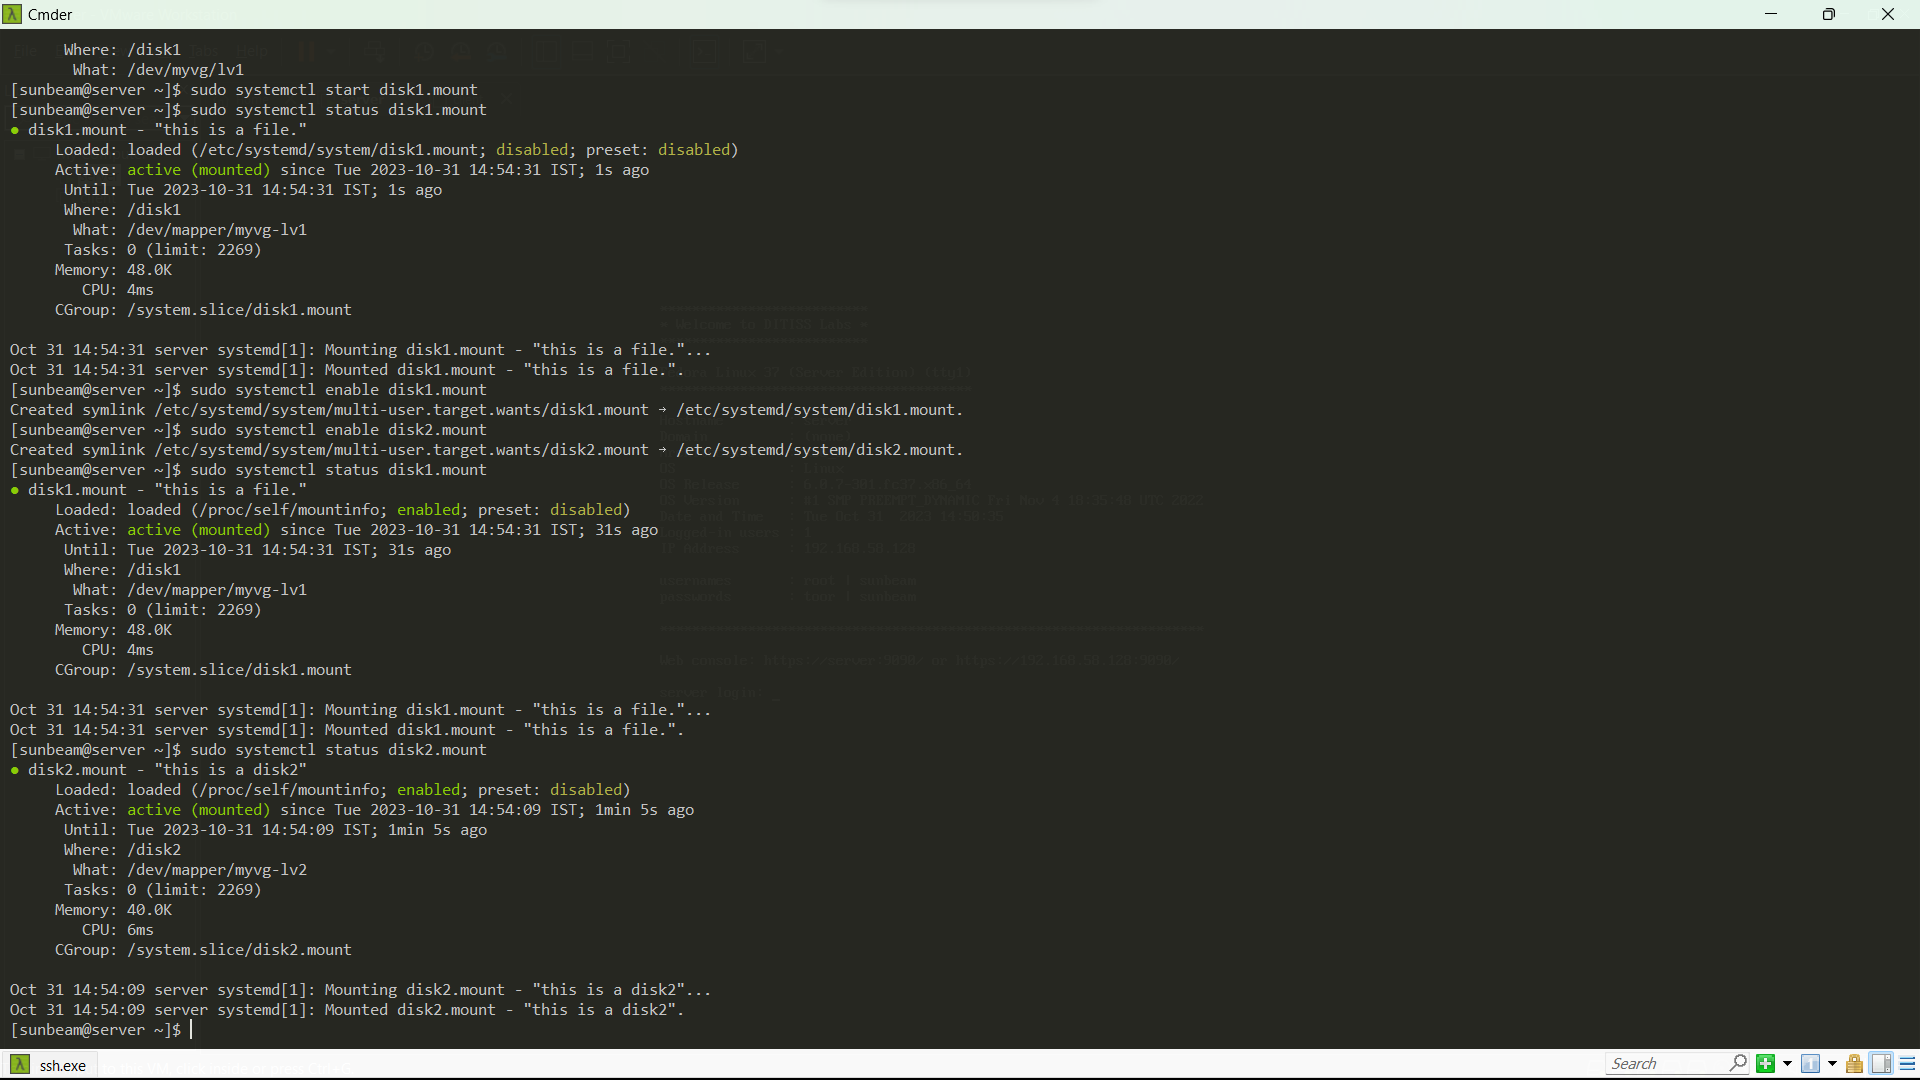 Cmder
Where: /disk1
What: /dev/myvg/lv1
[sunbeam@server ~]$ sudo systemctl start disk1.mount
[sunbeam@server ~]$ sudo systemctl status disk1.mount
● disk1.mount - "this is a file."
Loaded: loaded (/etc/systemd/system/disk1.mount; disabled; preset: disabled)
Active: active (mounted) since Tue 2023-10-31 14:54:31 IST; 1s ago
Until: Tue 2023-10-31 14:54:31 IST; 1s ago
Where: /disk1
What: /dev/mapper/myvg-lv1
Tasks: 0 (limit: 2269)
Memory: 48.0K
CPU: 4ms
CGroup: /system.slice/disk1.mount
Oct 31 14:54:31 server systemd[1]: Mounting disk1.mount - "this is a file."...
Oct 31 14:54:31 server systemd[1]: Mounted disk1.mount - "this is a file.".
[sunbeam@server ~]$ sudo systemctl enable disk1.mount
Created symlink /etc/systemd/system/multi-user.target.wants/disk1.mount → /etc/systemd/system/disk1.mount.
[sunbeam@server ~]$ sudo systemctl enable disk2.mount
Created symlink /etc/systemd/system/multi-user.target.wants/disk2.mount → /etc/systemd/system/disk2.mount.
[sunbeam@server ~]$ sudo systemctl status disk1.mount
● disk1.mount - "this is a file."
Loaded: loaded (/proc/self/mountinfo; enabled; preset: disabled)
Active: active (mounted) since Tue 2023-10-31 14:54:31 IST; 31s ago
Until: Tue 2023-10-31 14:54:31 IST; 31s ago
Where: /disk1
What: /dev/mapper/myvg-lv1
Tasks: 0 (limit: 2269)
Memory: 48.0K
CPU: 4ms
CGroup: /system.slice/disk1.mount
Oct 31 14:54:31 server systemd[1]: Mounting disk1.mount - "this is a file."...
Oct 31 14:54:31 server systemd[1]: Mounted disk1.mount - "this is a file.".
[sunbeam@server ~]$ sudo systemctl status disk2.mount
● disk2.mount - "this is a disk2"
Loaded: loaded (/proc/self/mountinfo; enabled; preset: disabled)
Active: active (mounted) since Tue 2023-10-31 14:54:09 IST; 1min 5s ago
Until: Tue 2023-10-31 14:54:09 IST; 1min 5s ago
Where: /disk2
What: /dev/mapper/myvg-lv2
Tasks: 0 (limit: 2269)
Memory: 40.0K
CPU: 6ms
CGroup: /system.slice/disk2.mount
Oct 31 14:54:09 server systemd[1]: Mounting disk2.mount - "this is a disk2"...
Oct 31 14:54:09 server systemd[1]: Mounted disk2.mount - "this is a disk2".
[sunbeam@server ~]$
ssh.exe
Search